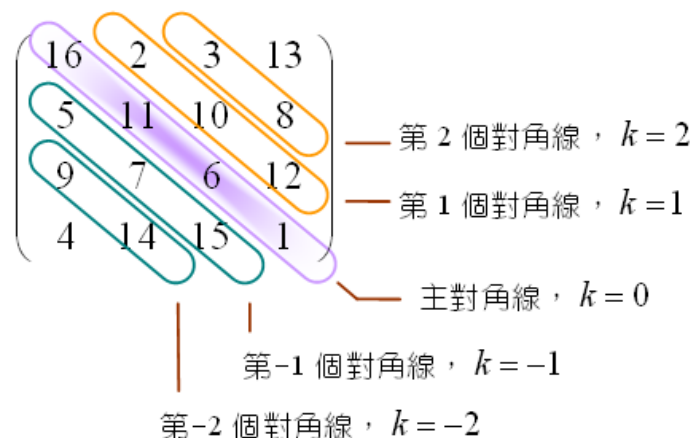 16 2 3 13
5 11 10 8
9 7 6 12
4 14 15 1
第 2 個對角線， k = 2
第 1 個對角線， k = 1
主對角線， k = 0
第-1 個對角線， k = −1
第-2 個對角線， k = −2